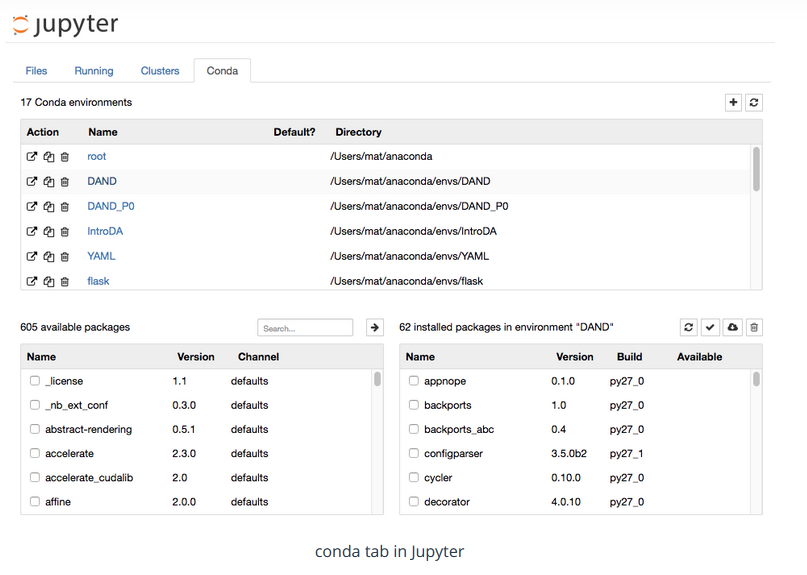 jupyter
Files Running Clusters Conda
17 Conda environments
Action Name Default? Directory
root /Users/mat/anaconda
DAND /Users/mat/anaconda/envs/DAND
DAND_P0 /Users/mat/anaconda/envs/DAND_P0
IntroDA /Users/mat/anaconda/envs/IntroDA
YAML /Users/mat/anaconda/envs/YAML
flask /Users/mat/anaconda/envs/flask
605 available packages Search...
Name Version Channel
_license 1.1 defaults
_nb_ext_conf 0.3.0 defaults
abstract-rendering 0.5.1 defaults
accelerate 2.3.0 defaults
accelerate_cudalib 2.0 defaults
affine 2.0.0 defaults
62 installed packages in environment "DAND"
Name Version Build Available
appnope 0.1.0 py27_0
backports 1.0 py27_0
backports_abc 0.4 py27_0
configparser 3.5.0b2 py27_1
cycler 0.10.0 py27_0
decorator 4.0.10 py27_0
conda tab in Jupyter